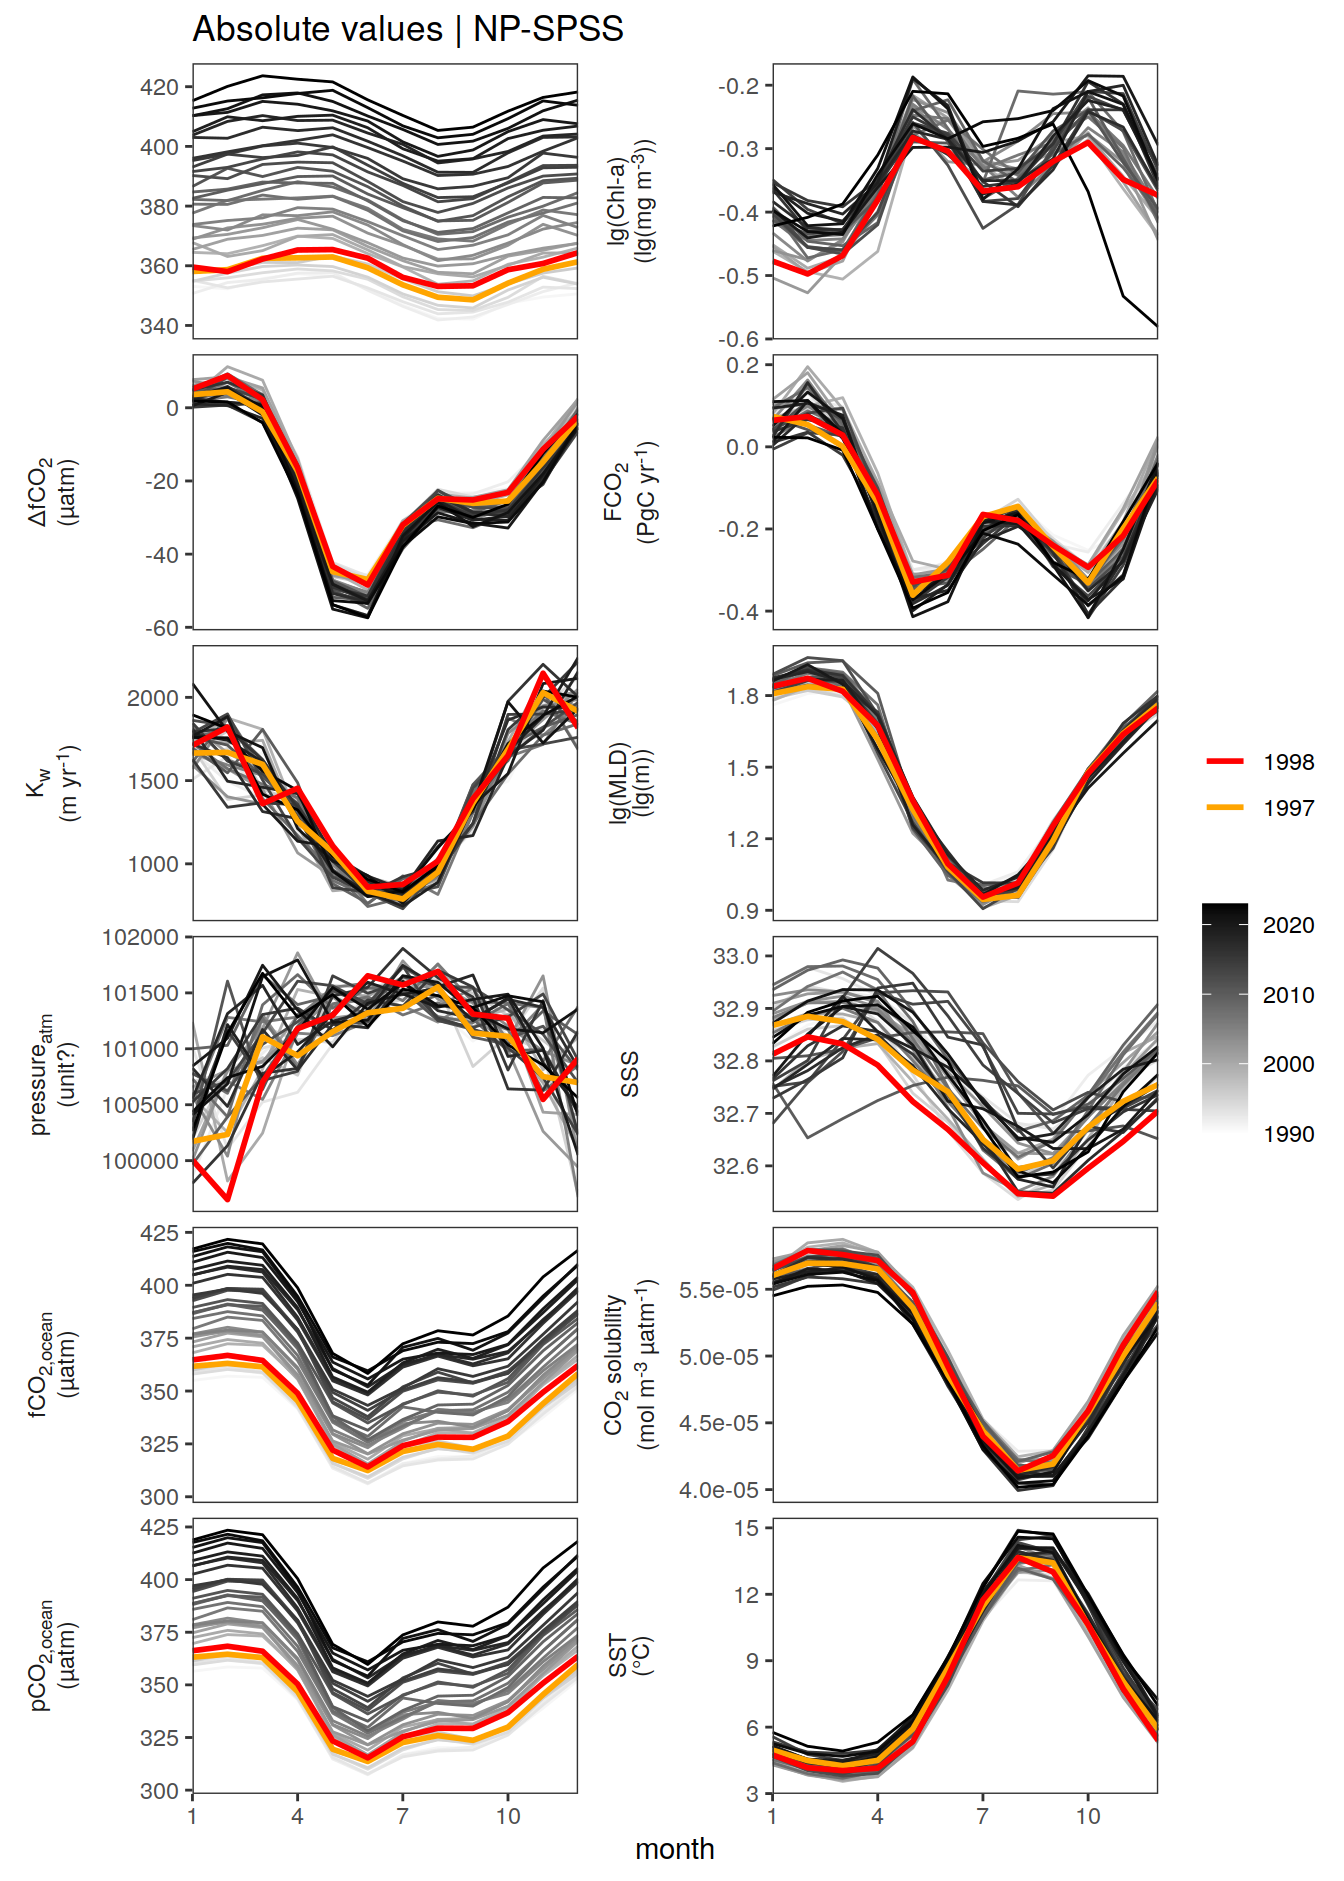 Absolute values | NP-SPSS
420
400
380
360
340
lg(Chl-a)
(lg(mg m⁻³))
-0.2
-0.3
-0.4
-0.5
-0.6
ΔfCO₂
(µatm)
0
-20
-40
-60
FCO₂
(PgC yr⁻¹)
0.2
0.0
-0.2
-0.4
Kw
(m yr⁻¹)
2000
1500
1000
lg(MLD)
(lg(m))
1.8
1.5
1.2
0.9
pressureatm
(unit?)
102000
101500
101000
100500
100000
SSS
33.0
32.9
32.8
32.7
32.6
fCO₂,ocean
(µatm)
425
400
375
350
325
300
CO₂ solubility
(mol m⁻³ µatm⁻¹)
5.5e-05
5.0e-05
4.5e-05
4.0e-05
pCO₂,ocean
(µatm)
425
400
375
350
325
300
SST
(°C)
15
12
9
6
3
1 4 7 10
1 4 7 10
month
1998
1997
2020
2010
2000
1990